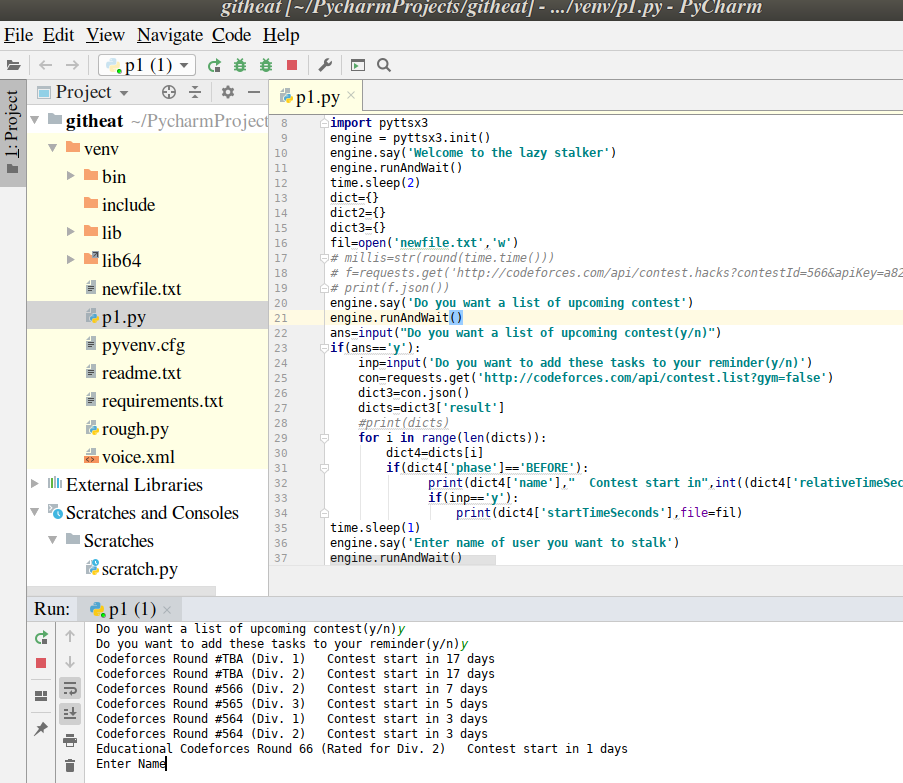 githeat [~/PycharmProjects/githeat] - .../venv/p1.py - PyCharm
File Edit View Navigate Code Help
p1 (1)
1: Project
Project
githeat ~/PycharmProject
venv
bin
include
lib
lib64
newfile.txt
p1.py
pyvenv.cfg
readme.txt
requirements.txt
rough.py
voice.xml
External Libraries
Scratches and Consoles
Scratches
scratch.py
p1.py
8 import pyttsx3
9 engine = pyttsx3.init()
10 engine.say('Welcome to the lazy stalker')
11 engine.runAndWait()
12 time.sleep(2)
13 dict={}
14 dict2={}
15 dict3={}
16 fil=open('newfile.txt','w')
17 # millis=str(round(time.time()))
18 # f=requests.get('http://codeforces.com/api/contest.hacks?contestId=566&apiKey=a82
19 # print(f.json())
20 engine.say('Do you want a list of upcoming contest')
21 engine.runAndWait()
22 ans=input("Do you want a list of upcoming contest(y/n)")
23 if(ans=='y'):
24 inp=input('Do you want to add these tasks to your reminder(y/n)')
25 con=requests.get('http://codeforces.com/api/contest.list?gym=false')
26 dict3=con.json()
27 dicts=dict3['result']
28 #print(dicts)
29 for i in range(len(dicts)):
30 dict4=dicts[i]
31 if(dict4['phase']=='BEFORE'):
32 print(dict4['name'],"  Contest start in",int((dict4['relativeTimeSec
33 if(inp=='y'):
34 print(dict4['startTimeSeconds'],file=fil)
35 time.sleep(1)
36 engine.say('Enter name of user you want to stalk')
37 engine.runAndWait()
Run: p1 (1)
Do you want a list of upcoming contest(y/n)y
Do you want to add these tasks to your reminder(y/n)y
Codeforces Round #TBA (Div. 1)   Contest start in 17 days
Codeforces Round #TBA (Div. 2)   Contest start in 17 days
Codeforces Round #566 (Div. 2)   Contest start in 7 days
Codeforces Round #565 (Div. 3)   Contest start in 5 days
Codeforces Round #564 (Div. 1)   Contest start in 3 days
Codeforces Round #564 (Div. 2)   Contest start in 3 days
Educational Codeforces Round 66 (Rated for Div. 2)   Contest start in 1 days
Enter Name